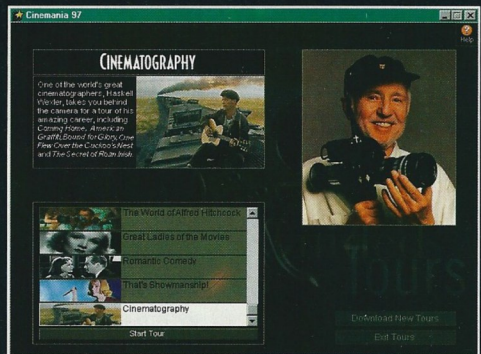 Cinemania 97
Help
CINEMATOGRAPHY
One of the world's great
cinematographers, Haskell
Wexler, takes you behind
the camera for a tour of his
amazing career, including
Coming Home, American
Graffiti, Bound for Glory, One
Flew Over the Cuckoo's Nest
and The Secret of Roan Inish.
The World of Alfred Hitchcock
Great Ladies of the Movies
Romantic Comedy
That's Showmanship!
Cinematography
Start Tour
TOURS
Download New Tours
Exit Tours